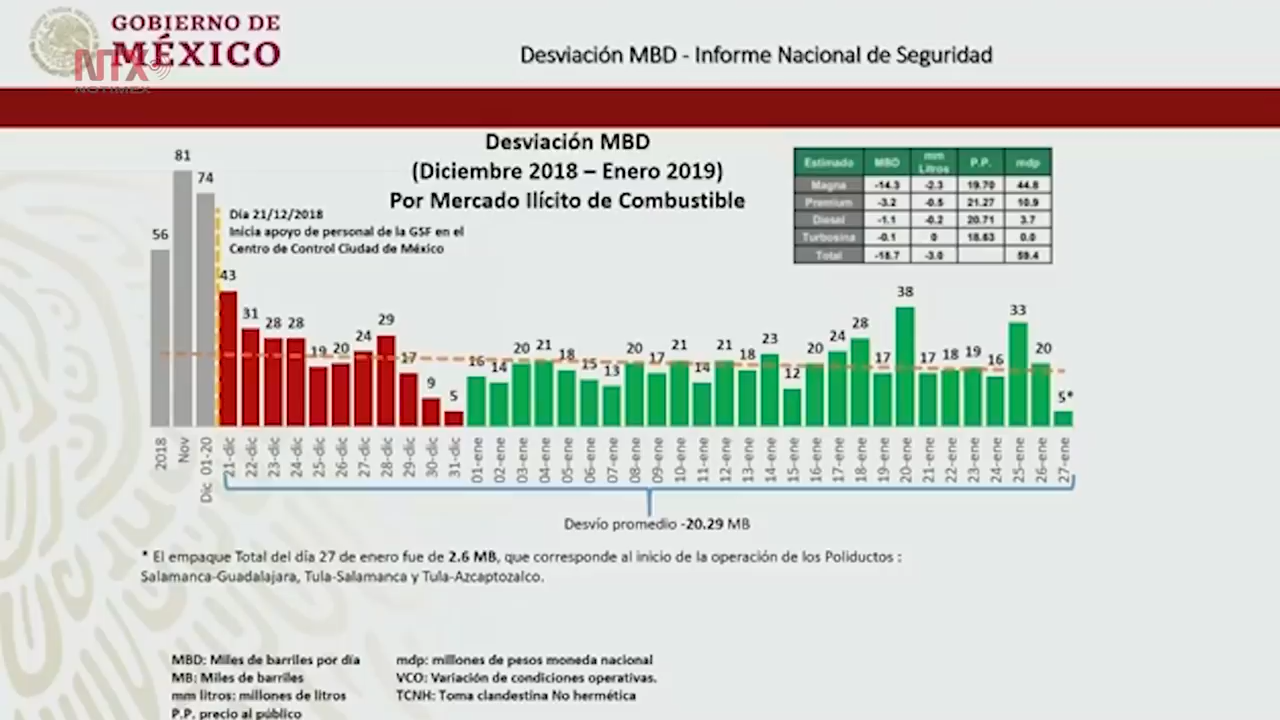 GOBIERNO DE
MÉXICO
NTX
NOTIMEX
Desviación MBD - Informe Nacional de Seguridad
Desviación MBD
(Diciembre 2018 – Enero 2019)
Por Mercado Ilícito de Combustible
Estimado MBD mm Litros P.P. mdp
Magna -14.3 -2.3 19.70 44.8
Premium -3.2 -0.5 21.27 10.9
Diesel -1.1 -0.2 20.71 3.7
Turbosina -0.1 0 18.63 0.0
Total -18.7 -3.0 59.4
Día 21/12/2018
Inicia apoyo de personal de la GSF en el
Centro de Control Ciudad de México
56 81 74 43 31 28 28 19 20 24 29 17 9 5 16 14 20 21 18 15 13 20 17 21 14 21 18 23 12 20 24 28 17 38 17 18 19 16 33 20 5*
2018 Nov Dic 01-20 21-dic 22-dic 23-dic 24-dic 25-dic 26-dic 27-dic 28-dic 29-dic 30-dic 31-dic 01-ene 02-ene 03-ene 04-ene 05-ene 06-ene 07-ene 08-ene 09-ene 10-ene 11-ene 12-ene 13-ene 14-ene 15-ene 16-ene 17-ene 18-ene 19-ene 20-ene 21-ene 22-ene 23-ene 24-ene 25-ene 26-ene 27-ene
Desvío promedio -20.29 MB
* El empaque Total del día 27 de enero fue de 2.6 MB, que corresponde al inicio de la operación de los Poliductos :
Salamanca-Guadalajara, Tula-Salamanca y Tula-Azcaptozalco.
MBD: Miles de barriles por día
MB: Miles de barriles
mm litros: millones de litros
P.P. precio al público
mdp: millones de pesos moneda nacional
VCO: Variación de condiciones operativas.
TCNH: Toma clandestina No hermética